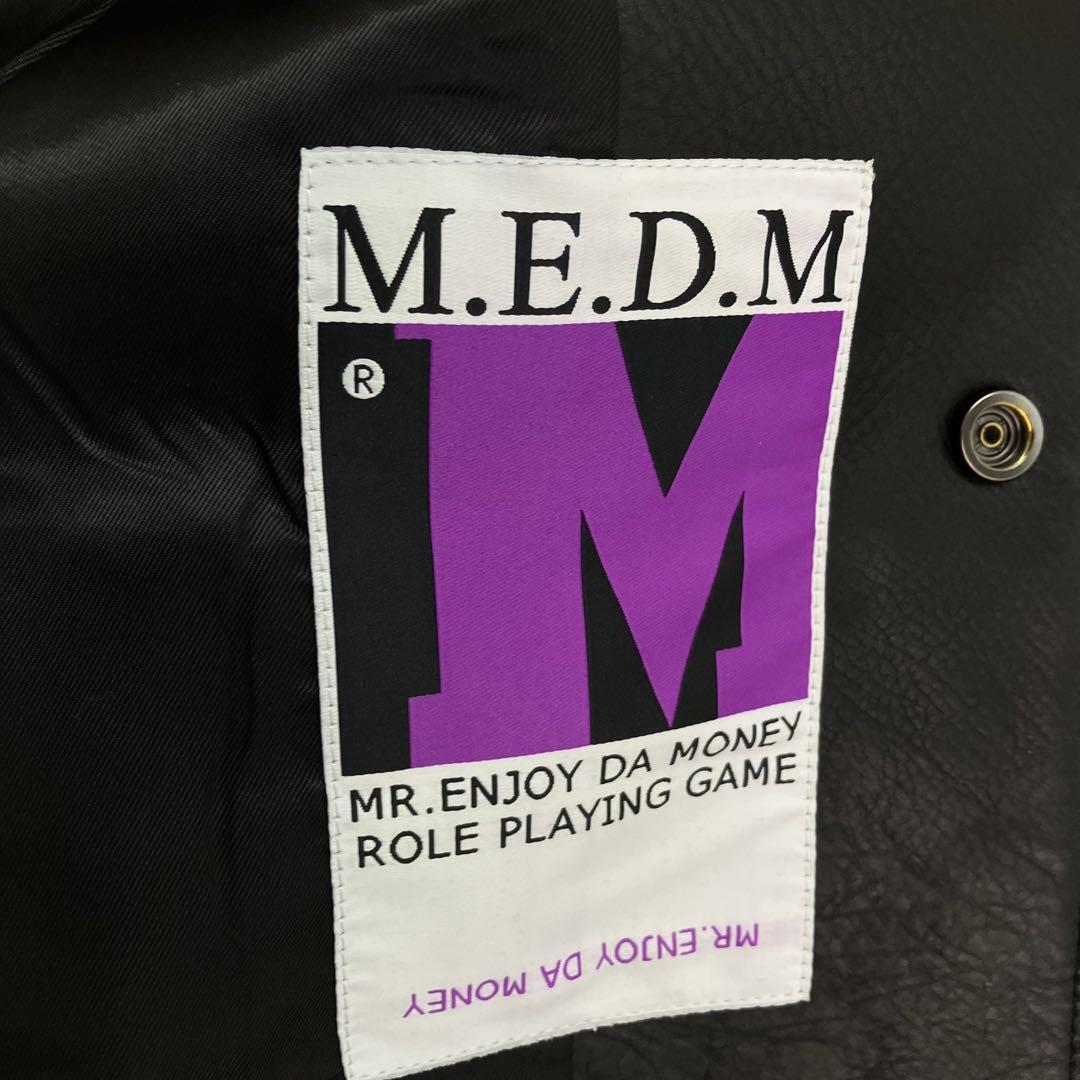 M.E.D.M
®
M
MR.ENJOY DA MONEY
ROLE PLAYING GAME
MR.ENJOY DA MONEY